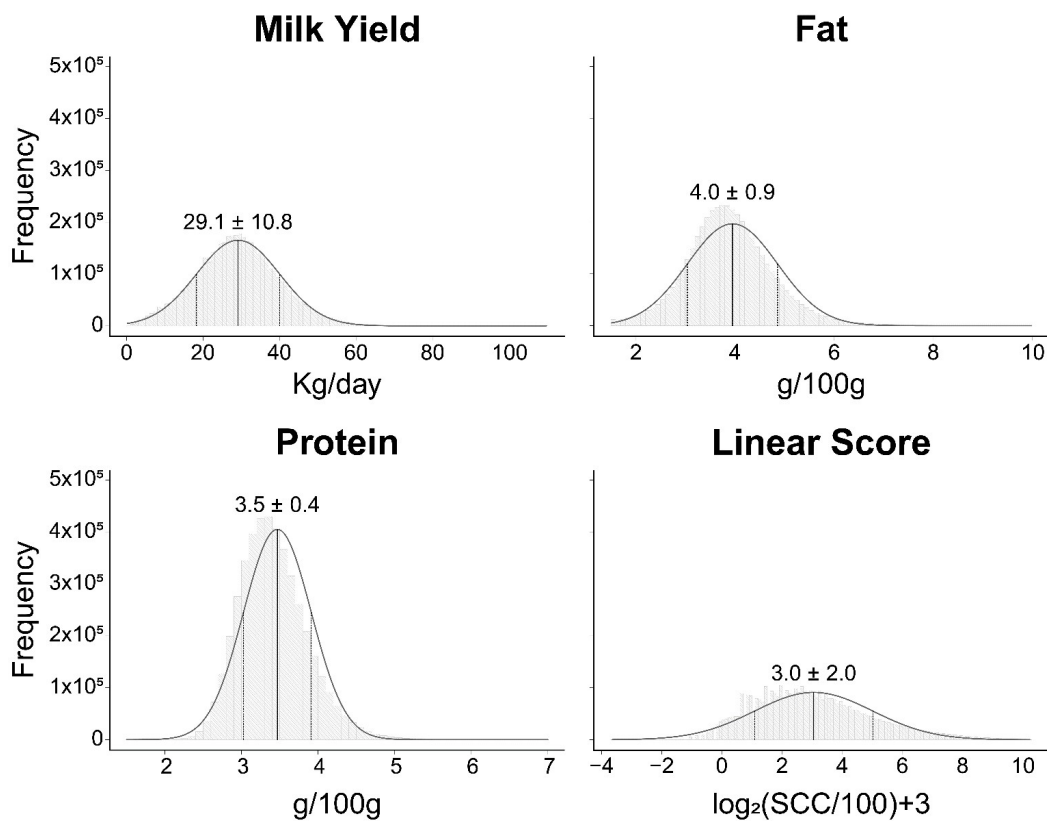 Milk Yield
Fat
Frequency
5x10⁵
4x10⁵
3x10⁵
2x10⁵
1x10⁵
0
29.1 ± 10.8
4.0 ± 0.9
0 20 40 60 80 100
2 4 6 8 10
Kg/day
g/100g
Protein
Linear Score
Frequency
5x10⁵
4x10⁵
3x10⁵
2x10⁵
1x10⁵
0
3.5 ± 0.4
3.0 ± 2.0
2 3 4 5 6 7
−4 −2 0 2 4 6 8 10
g/100g
log₂(SCC/100)+3